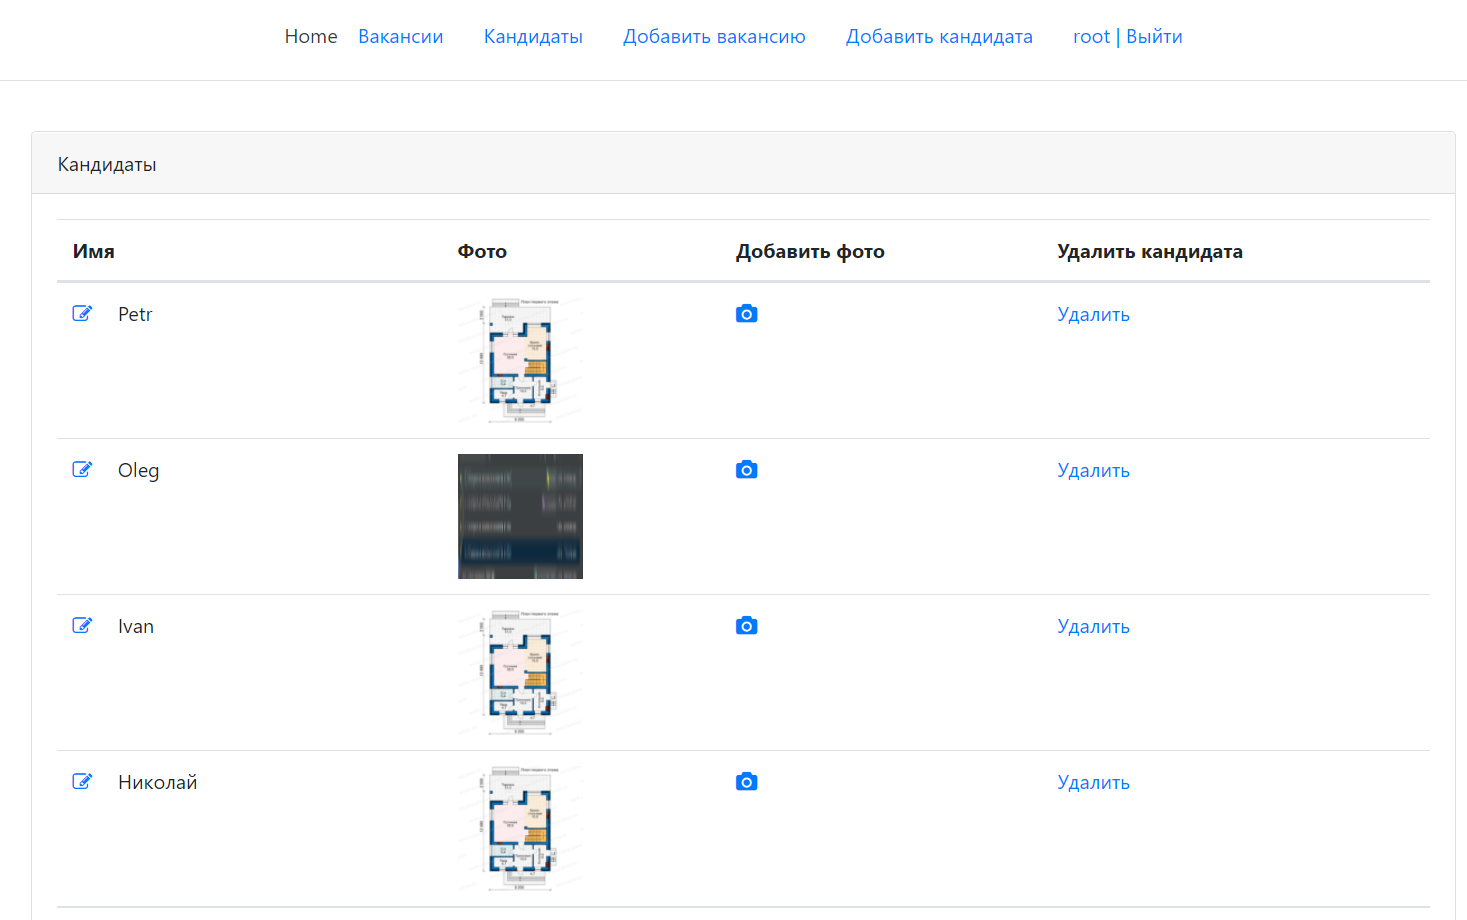 Home Вакансии Кандидаты Добавить вакансию Добавить кандидата root | Выйти
Кандидаты
Имя Фото Добавить фото Удалить кандидата
Petr Удалить
Oleg Удалить
Ivan Удалить
Николай Удалить